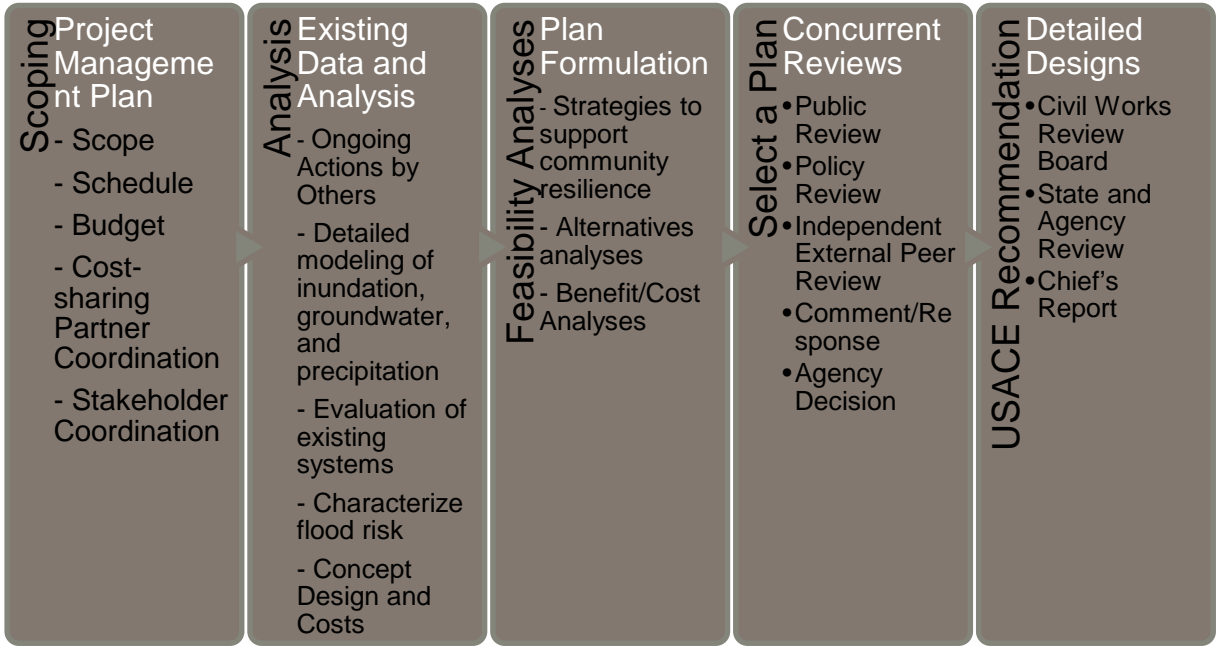 Scoping
Project
Manageme
nt Plan
- Scope
- Schedule
- Budget
- Cost-
sharing
Partner
Coordination
- Stakeholder
Coordination
Analysis
Existing
Data and
Analysis
- Ongoing
Actions by
Others
- Detailed
modeling of
inundation,
groundwater,
and
precipitation
- Evaluation of
existing
systems
- Characterize
flood risk
- Concept
Design and
Costs
Feasibility Analyses
Plan
Formulation
- Strategies to
support
community
resilience
- Alternatives
analyses
- Benefit/Cost
Analyses
Select a Plan
Concurrent
Reviews
•Public
Review
•Policy
Review
•Independent
External Peer
Review
•Comment/Re
sponse
•Agency
Decision
USACE Recommendation
Detailed
Designs
•Civil Works
Review
Board
•State and
Agency
Review
•Chief's
Report